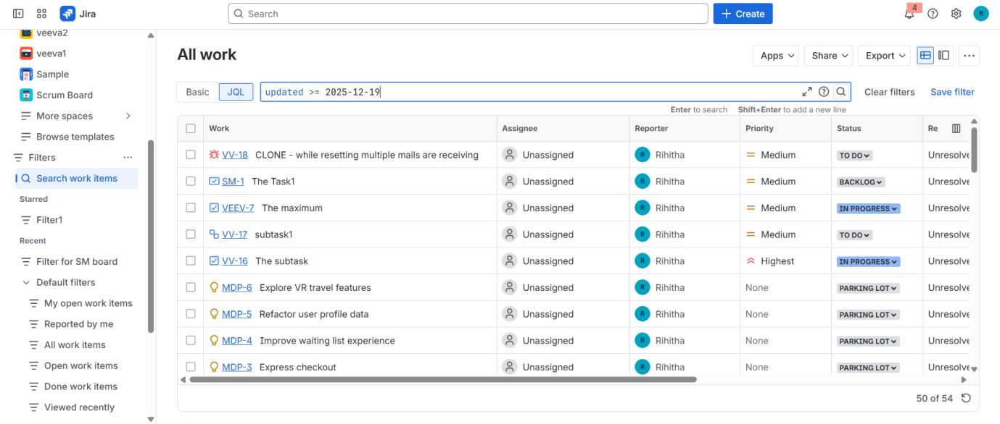 Jira
Search
Create
4
R
veeva2
veeva1
Sample
Scrum Board
More spaces
Browse templates
Filters
Search work items
Starred
Filter1
Recent
Filter for SM board
Default filters
My open work items
Reported by me
All work items
Open work items
Done work items
Viewed recently
All work
Apps
Share
Export
Basic
JQL
updated >= 2025-12-19
Clear filters
Save filter
Enter to search Shift+Enter to add a new line
Work Assignee Reporter Priority Status Re
VV-18 CLONE - while resetting multiple mails are receiving Unassigned R Rihitha Medium TO DO Unresolve
SM-1 The Task1 Unassigned R Rihitha Medium BACKLOG Unresolve
VEEV-7 The maximum Unassigned R Rihitha Medium IN PROGRESS Unresolve
VV-17 subtask1 Unassigned R Rihitha Medium TO DO Unresolve
VV-16 The subtask Unassigned R Rihitha Highest IN PROGRESS Unresolve
MDP-6 Explore VR travel features Unassigned R Rihitha None PARKING LOT Unresolve
MDP-5 Refactor user profile data Unassigned R Rihitha None PARKING LOT Unresolve
MDP-4 Improve waiting list experience Unassigned R Rihitha None PARKING LOT Unresolve
MDP-3 Express checkout Unassigned R Rihitha None PARKING LOT Unresolve
50 of 54